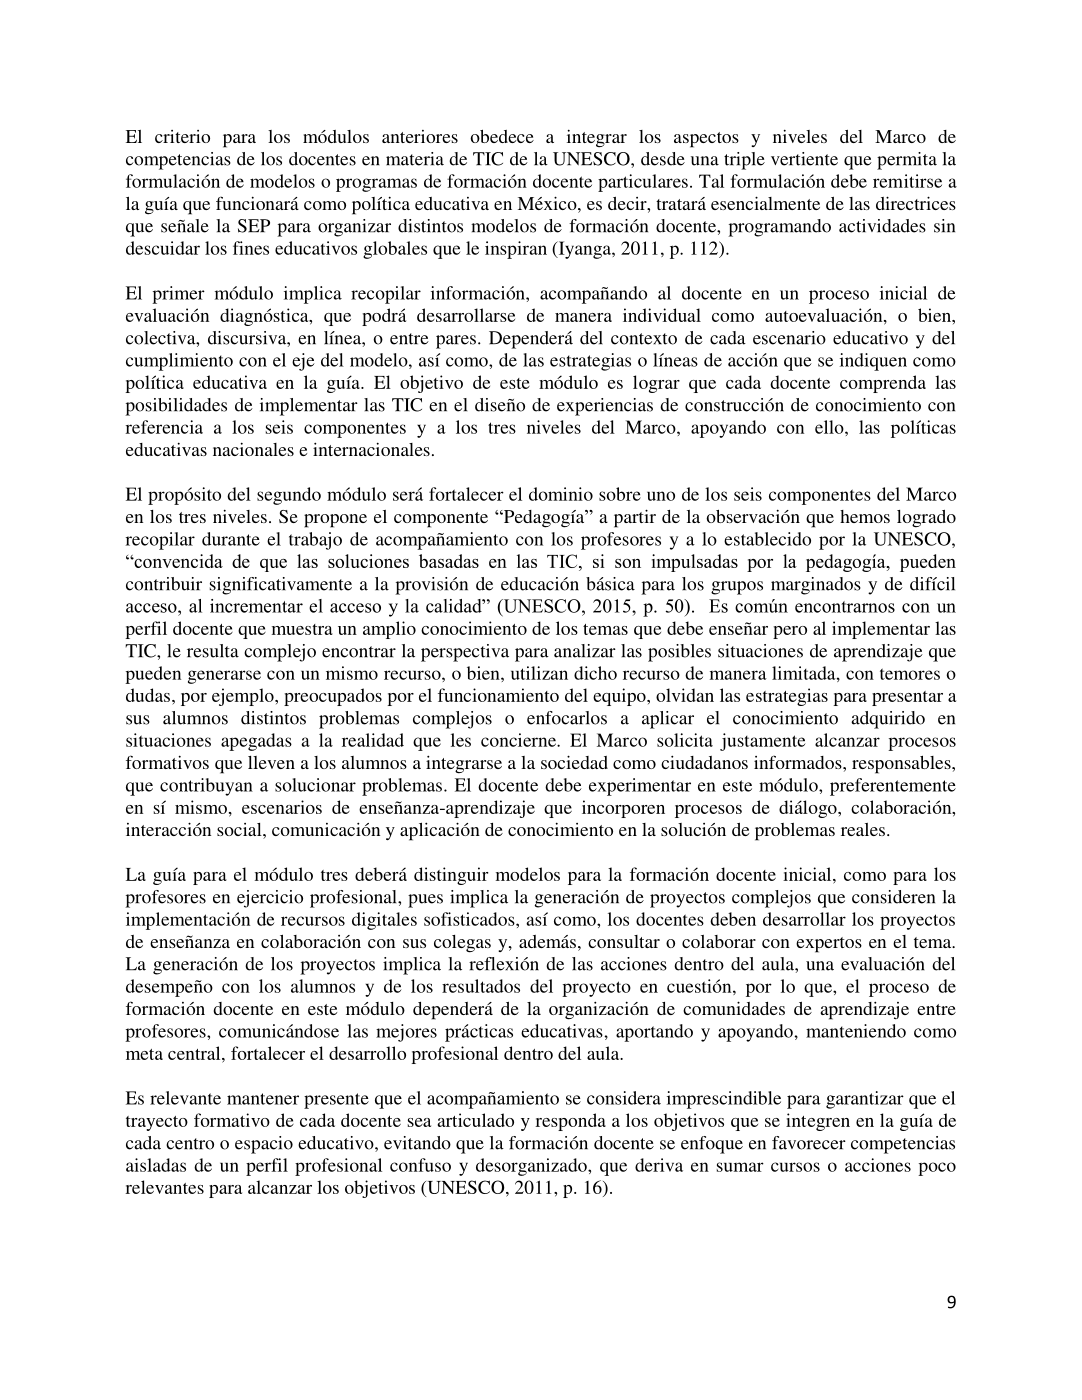 El criterio para los módulos anteriores obedece a integrar los aspectos y niveles del Marco de
competencias de los docentes en materia de TIC de la UNESCO, desde una triple vertiente que permita la
formulación de modelos o programas de formación docente particulares. Tal formulación debe remitirse a
la guía que funcionará como política educativa en México, es decir, tratará esencialmente de las directrices
que señale la SEP para organizar distintos modelos de formación docente, programando actividades sin
descuidar los fines educativos globales que le inspiran (Iyanga, 2011, p. 112).
El primer módulo implica recopilar información, acompañando al docente en un proceso inicial de
evaluación diagnóstica, que podrá desarrollarse de manera individual como autoevaluación, o bien,
colectiva, discursiva, en línea, o entre pares. Dependerá del contexto de cada escenario educativo y del
cumplimiento con el eje del modelo, así como, de las estrategias o líneas de acción que se indiquen como
política educativa en la guía. El objetivo de este módulo es lograr que cada docente comprenda las
posibilidades de implementar las TIC en el diseño de experiencias de construcción de conocimiento con
referencia a los seis componentes y a los tres niveles del Marco, apoyando con ello, las políticas
educativas nacionales e internacionales.
El propósito del segundo módulo será fortalecer el dominio sobre uno de los seis componentes del Marco
en los tres niveles. Se propone el componente “Pedagogía” a partir de la observación que hemos logrado
recopilar durante el trabajo de acompañamiento con los profesores y a lo establecido por la UNESCO,
“convencida de que las soluciones basadas en las TIC, si son impulsadas por la pedagogía, pueden
contribuir significativamente a la provisión de educación básica para los grupos marginados y de difícil
acceso, al incrementar el acceso y la calidad” (UNESCO, 2015, p. 50).  Es común encontrarnos con un
perfil docente que muestra un amplio conocimiento de los temas que debe enseñar pero al implementar las
TIC, le resulta complejo encontrar la perspectiva para analizar las posibles situaciones de aprendizaje que
pueden generarse con un mismo recurso, o bien, utilizan dicho recurso de manera limitada, con temores o
dudas, por ejemplo, preocupados por el funcionamiento del equipo, olvidan las estrategias para presentar a
sus alumnos distintos problemas complejos o enfocarlos a aplicar el conocimiento adquirido en
situaciones apegadas a la realidad que les concierne. El Marco solicita justamente alcanzar procesos
formativos que lleven a los alumnos a integrarse a la sociedad como ciudadanos informados, responsables,
que contribuyan a solucionar problemas. El docente debe experimentar en este módulo, preferentemente
en sí mismo, escenarios de enseñanza-aprendizaje que incorporen procesos de diálogo, colaboración,
interacción social, comunicación y aplicación de conocimiento en la solución de problemas reales.
La guía para el módulo tres deberá distinguir modelos para la formación docente inicial, como para los
profesores en ejercicio profesional, pues implica la generación de proyectos complejos que consideren la
implementación de recursos digitales sofisticados, así como, los docentes deben desarrollar los proyectos
de enseñanza en colaboración con sus colegas y, además, consultar o colaborar con expertos en el tema.
La generación de los proyectos implica la reflexión de las acciones dentro del aula, una evaluación del
desempeño con los alumnos y de los resultados del proyecto en cuestión, por lo que, el proceso de
formación docente en este módulo dependerá de la organización de comunidades de aprendizaje entre
profesores, comunicándose las mejores prácticas educativas, aportando y apoyando, manteniendo como
meta central, fortalecer el desarrollo profesional dentro del aula.
Es relevante mantener presente que el acompañamiento se considera imprescindible para garantizar que el
trayecto formativo de cada docente sea articulado y responda a los objetivos que se integren en la guía de
cada centro o espacio educativo, evitando que la formación docente se enfoque en favorecer competencias
aisladas de un perfil profesional confuso y desorganizado, que deriva en sumar cursos o acciones poco
relevantes para alcanzar los objetivos (UNESCO, 2011, p. 16).
9